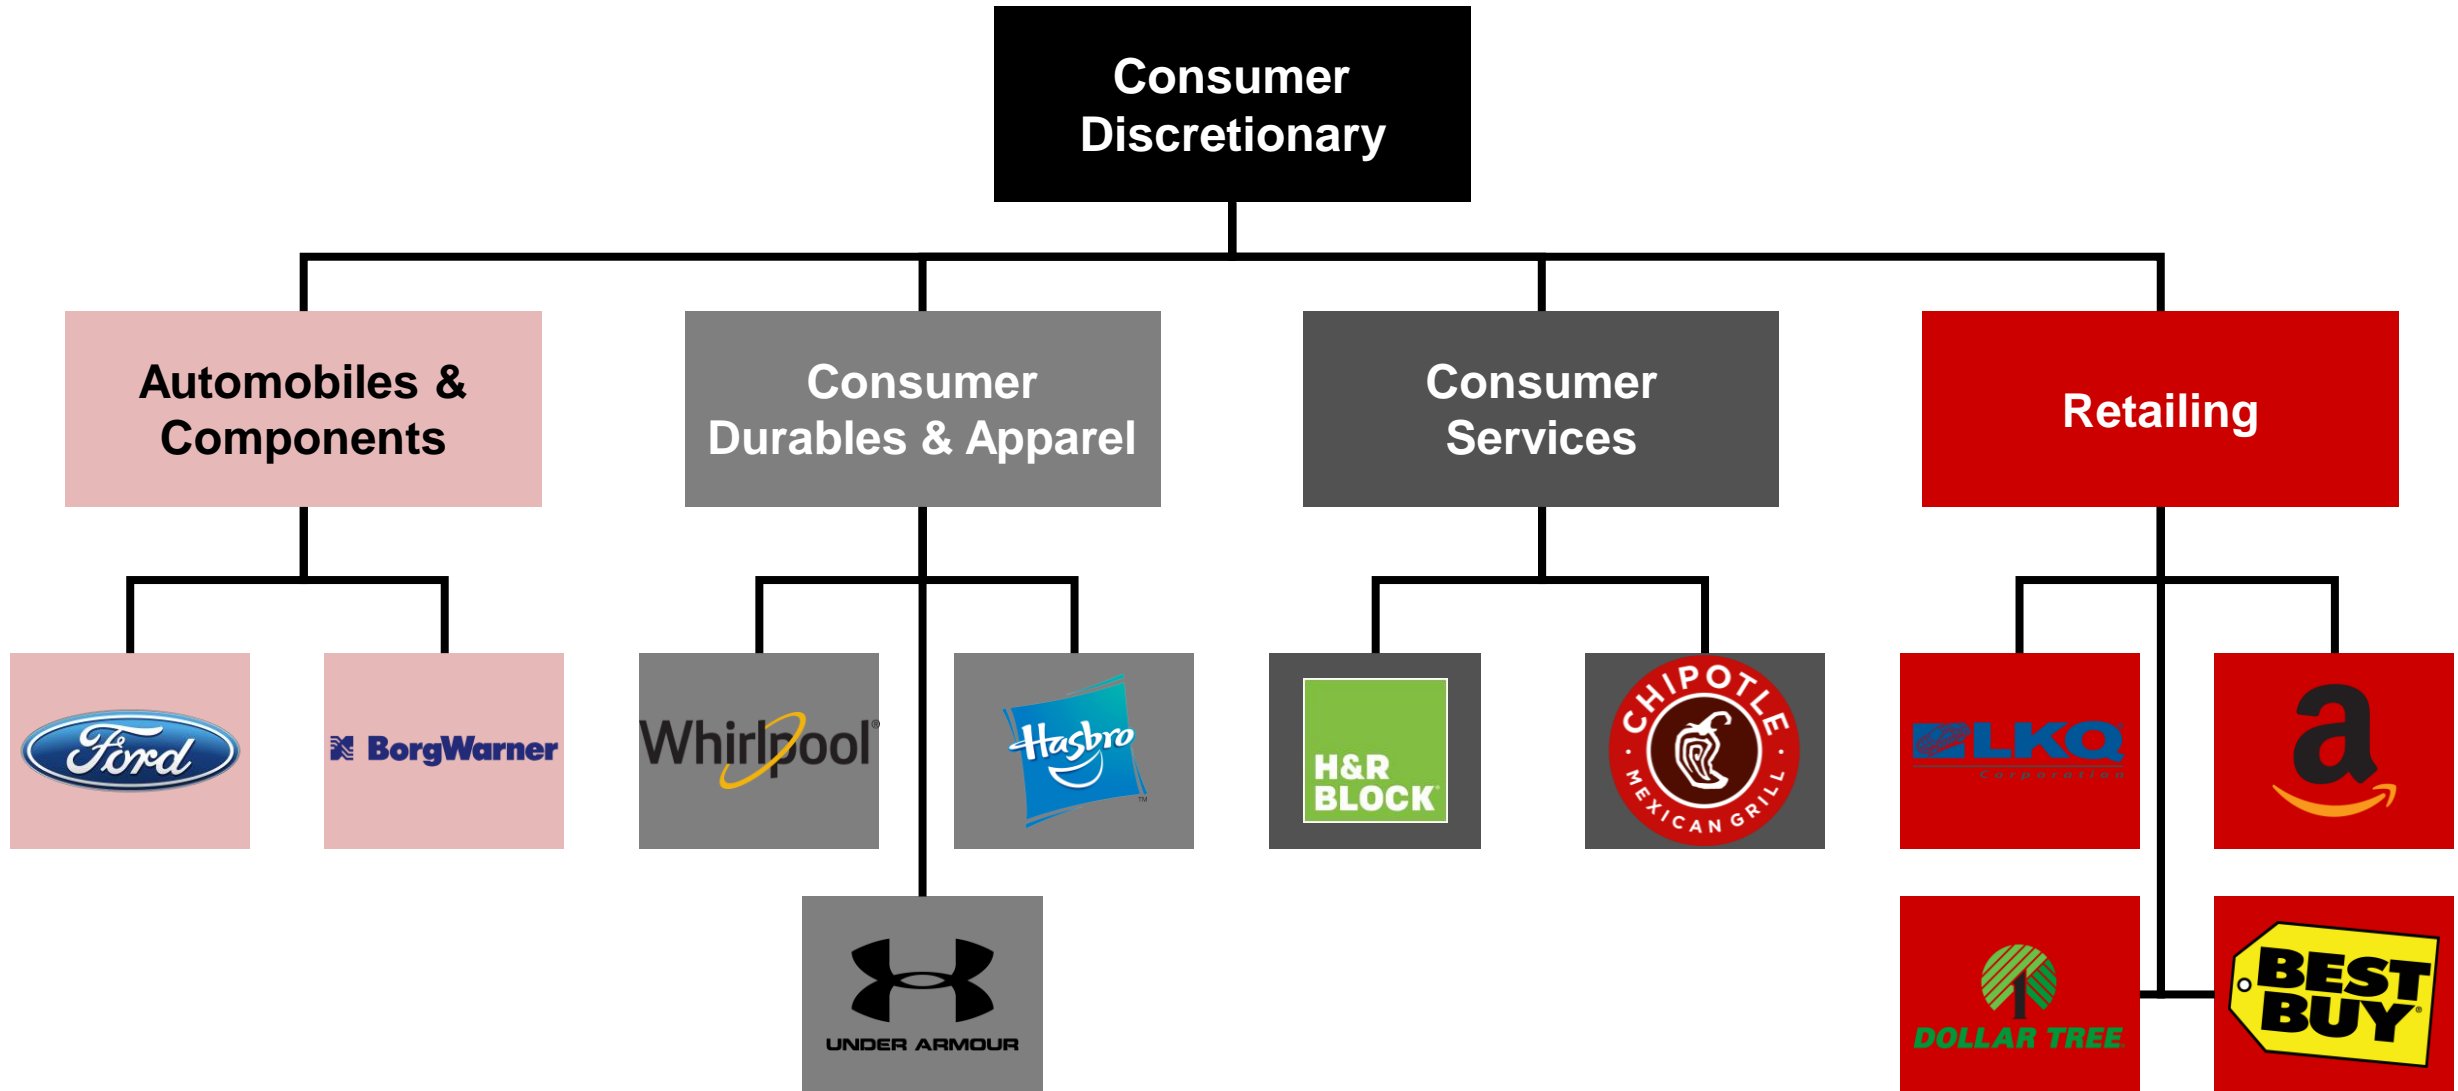 Consumer
Discretionary
Automobiles &
Components
Consumer
Durables & Apparel
Consumer
Services
Retailing
Ford
BorgWarner
Whirlpool®
Hasbro
TM
H&R
BLOCK
CHIPOTLE
MEXICAN GRILL
LKQ
Corporation
a
UNDER ARMOUR
DOLLAR TREE
BEST
BUY